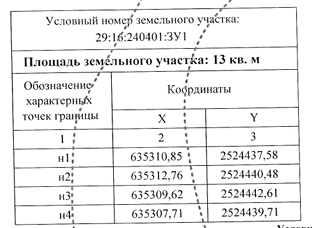 Условный номер земельного участка:
29:16:240401:ЗУ1
Площадь земельного участка: 13 кв. м
Обозначение характерных точек границы
Координаты
X Y
1 2 3
н1 635310,85 2524437,58
н2 635312,76 2524440,48
н3 635309,62 2524442,61
н4 635307,71 2524439,71